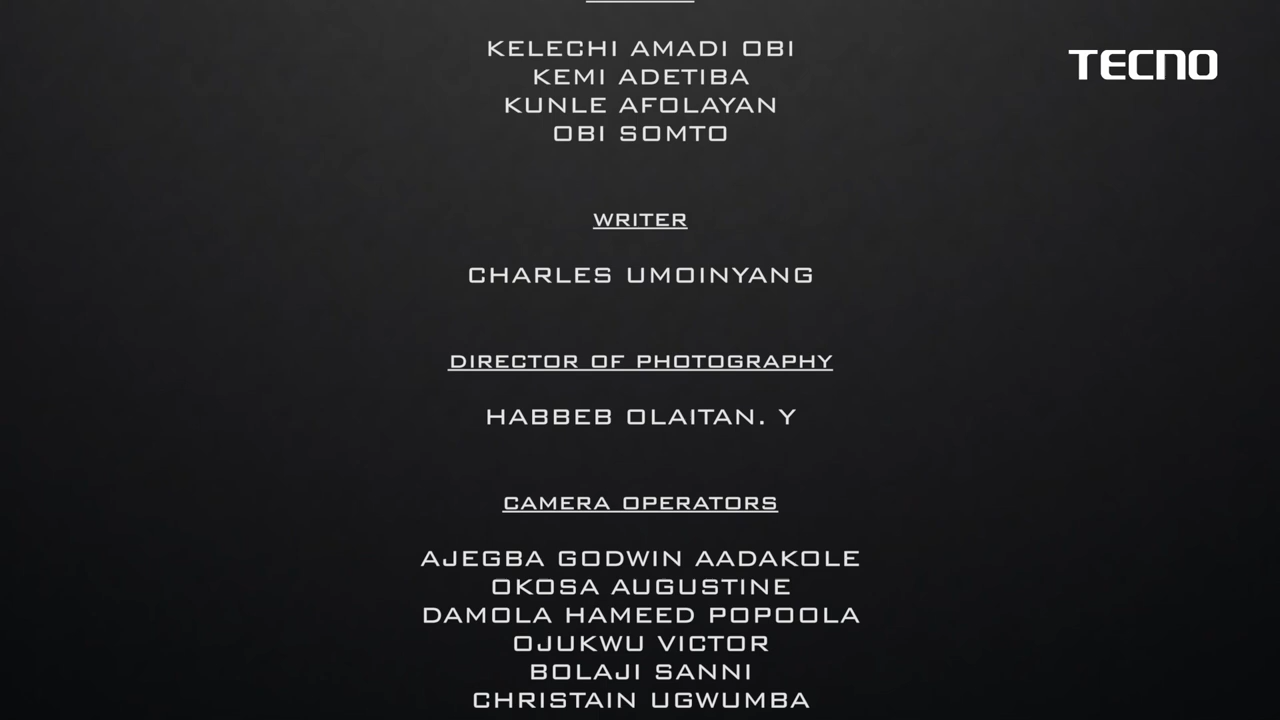 KELECHI AMADI OBI
TECNO
KEMI ADETIBA
KUNLE AFOLAYAN
OBI SOMTO
WRITER
CHARLES UMOINYANG
DIRECTOR OF PHOTOGRAPHY
HABBEB OLAITAN. Y
CAMERA OPERATORS
AJEGBA GODWIN AADAKOLE
OKOSA AUGUSTINE
DAMOLA HAMEED POPOOLA
OJUKWU VICTOR
BOLAJI SANNI
CHRISTAIN UGWUMBA